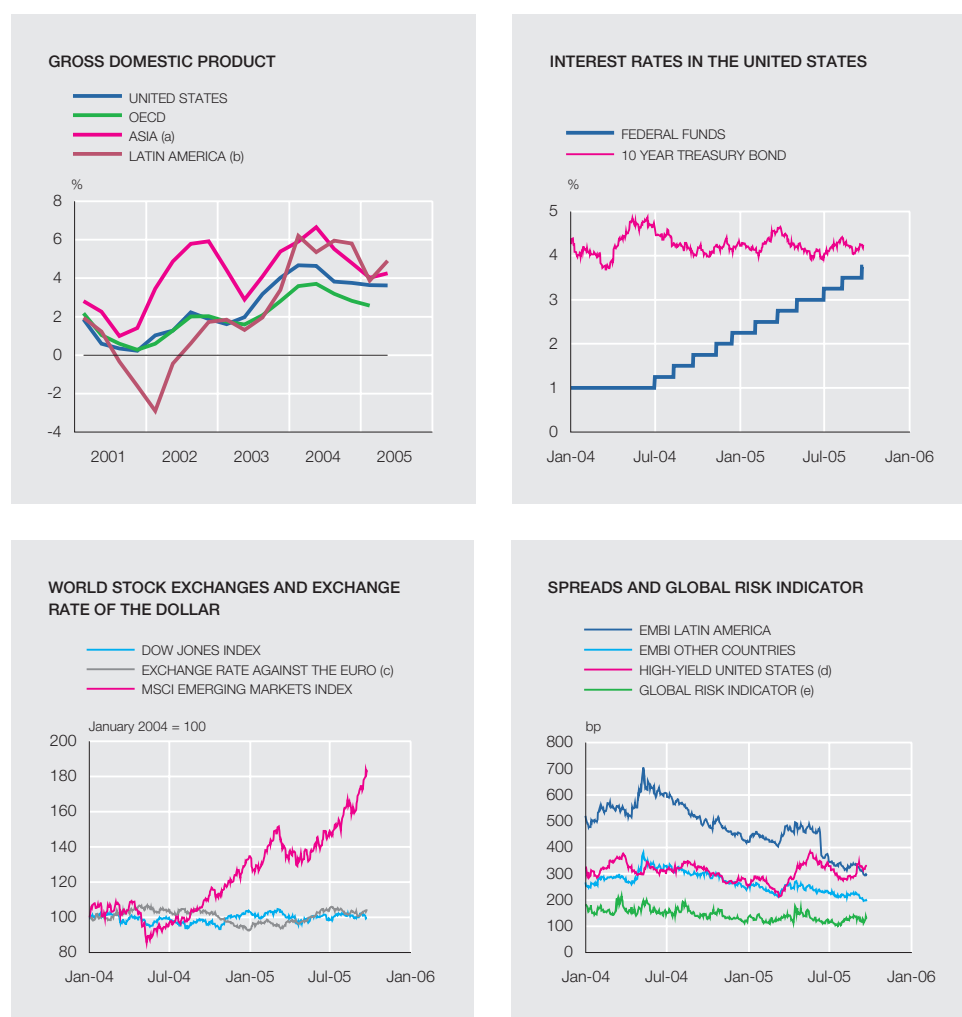 GROSS DOMESTIC PRODUCT
UNITED STATES
OECD
ASIA (a)
LATIN AMERICA (b)
%
8
6
4
2
0
-2
-4
2001 2002 2003 2004 2005
INTEREST RATES IN THE UNITED STATES
FEDERAL FUNDS
10 YEAR TREASURY BOND
%
5
4
3
2
1
0
Jan-04 Jul-04 Jan-05 Jul-05 Jan-06
WORLD STOCK EXCHANGES AND EXCHANGE
RATE OF THE DOLLAR
DOW JONES INDEX
EXCHANGE RATE AGAINST THE EURO (c)
MSCI EMERGING MARKETS INDEX
January 2004 = 100
200
180
160
140
120
100
80
Jan-04 Jul-04 Jan-05 Jul-05 Jan-06
SPREADS AND GLOBAL RISK INDICATOR
EMBI LATIN AMERICA
EMBI OTHER COUNTRIES
HIGH-YIELD UNITED STATES (d)
GLOBAL RISK INDICATOR (e)
bp
800
700
600
500
400
300
200
100
0
Jan-04 Jul-04 Jan-05 Jul-05 Jan-06